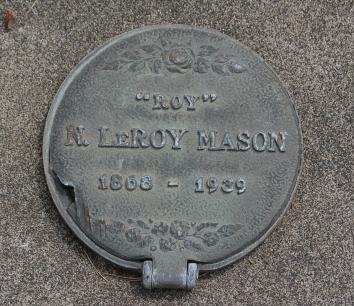 "ROY"
N. LeROY MASON
1868 - 1939